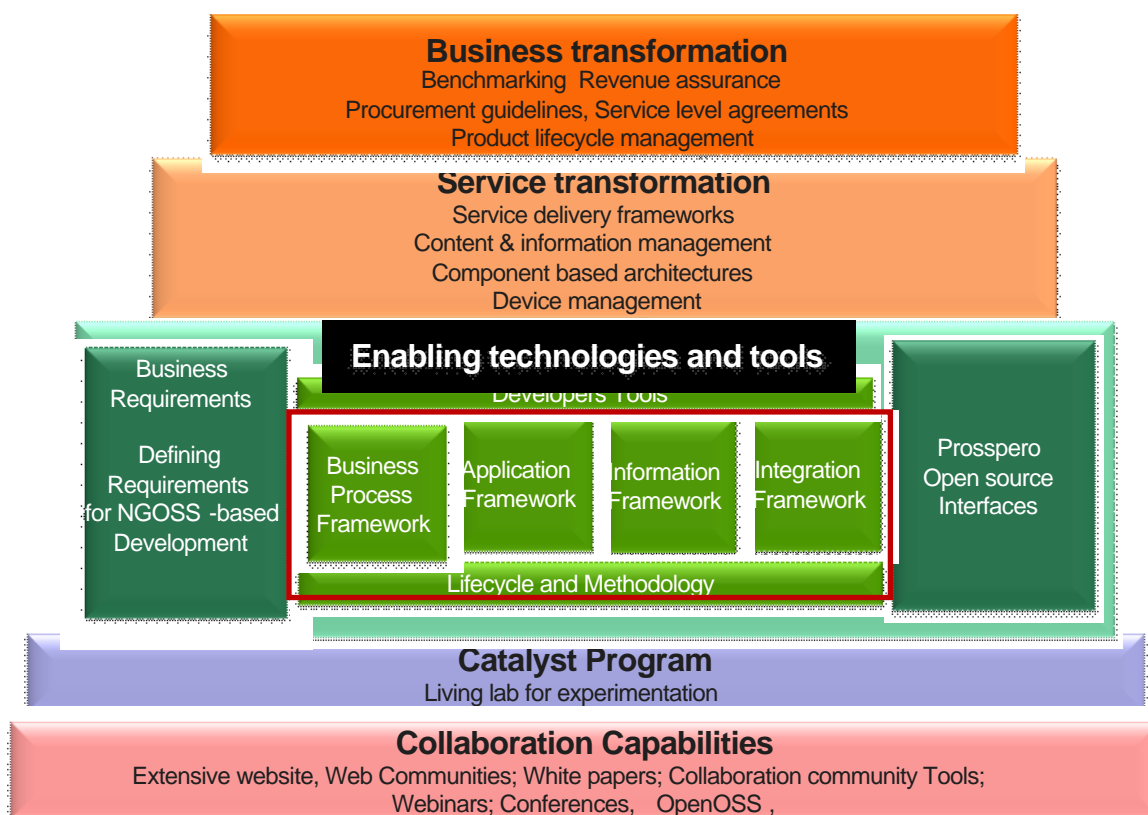 Business transformation
Benchmarking Revenue assurance
Procurement guidelines, Service level agreements
Product lifecycle management
Service transformation
Service delivery frameworks
Content & information management
Component based architectures
Device management
Enabling technologies and tools
Developers Tools
Business
Requirements
Defining
Requirements
for NGOSS -based
Development
Business
Process
Framework
Application
Framework
Information
Framework
Integration
Framework
Lifecycle and Methodology
Prosspero
Open source
Interfaces
Catalyst Program
Living lab for experimentation
Collaboration Capabilities
Extensive website, Web Communities; White papers; Collaboration community Tools;
Webinars; Conferences, OpenOSS ,